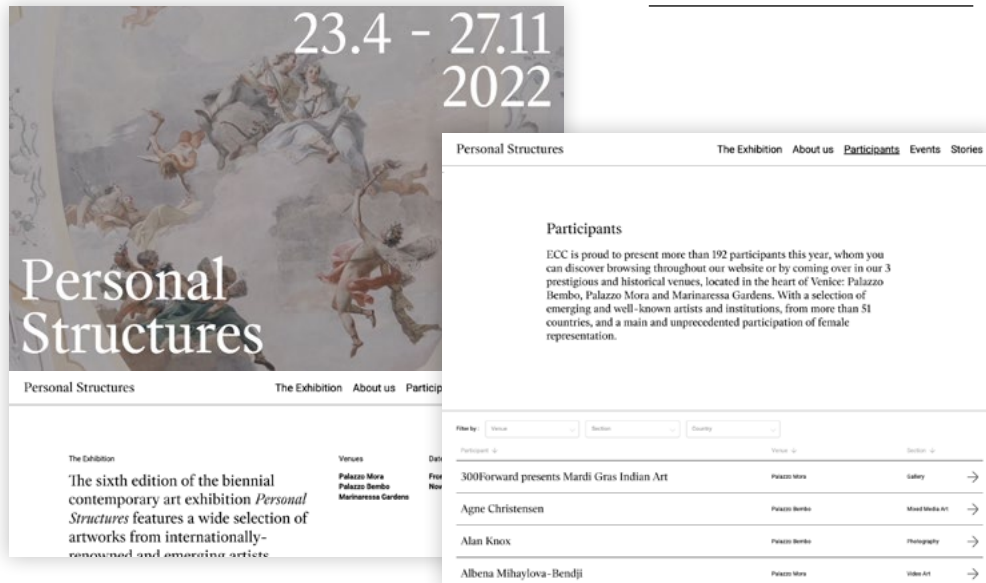 23.4 - 27.11
2022
Personal
Structures
Personal Structures
The Exhibition About us
The Exhibition
The sixth edition of the biennial
contemporary art exhibition Personal
Structures features a wide selection of
artworks from internationally-
renowned and emerging artists
Venues
Palazzo Mora
Palazzo Bembo
Marinaressa Gardens
Personal Structures
The Exhibition About us Participants Events Stories
Participants
ECC is proud to present more than 192 participants this year, whom you
can discover browsing throughout our website or by coming over in our 3
prestigious and historical venues, located in the heart of Venice: Palazzo
Bembo, Palazzo Mora and Marinaressa Gardens. With a selection of
emerging and well-known artists and institutions, from more than 51
countries, and a main and unprecedented participation of female
representation.
Filter by : Venue Section Country
Participant Venue Section
300Forward presents Mardi Gras Indian Art Palazzo Mora Gallery
Agne Christensen Palazzo Bembo Mixed Media Art
Alan Knox Palazzo Bembo Photography
Albena Mihaylova-Bendji Palazzo Mora Video Art